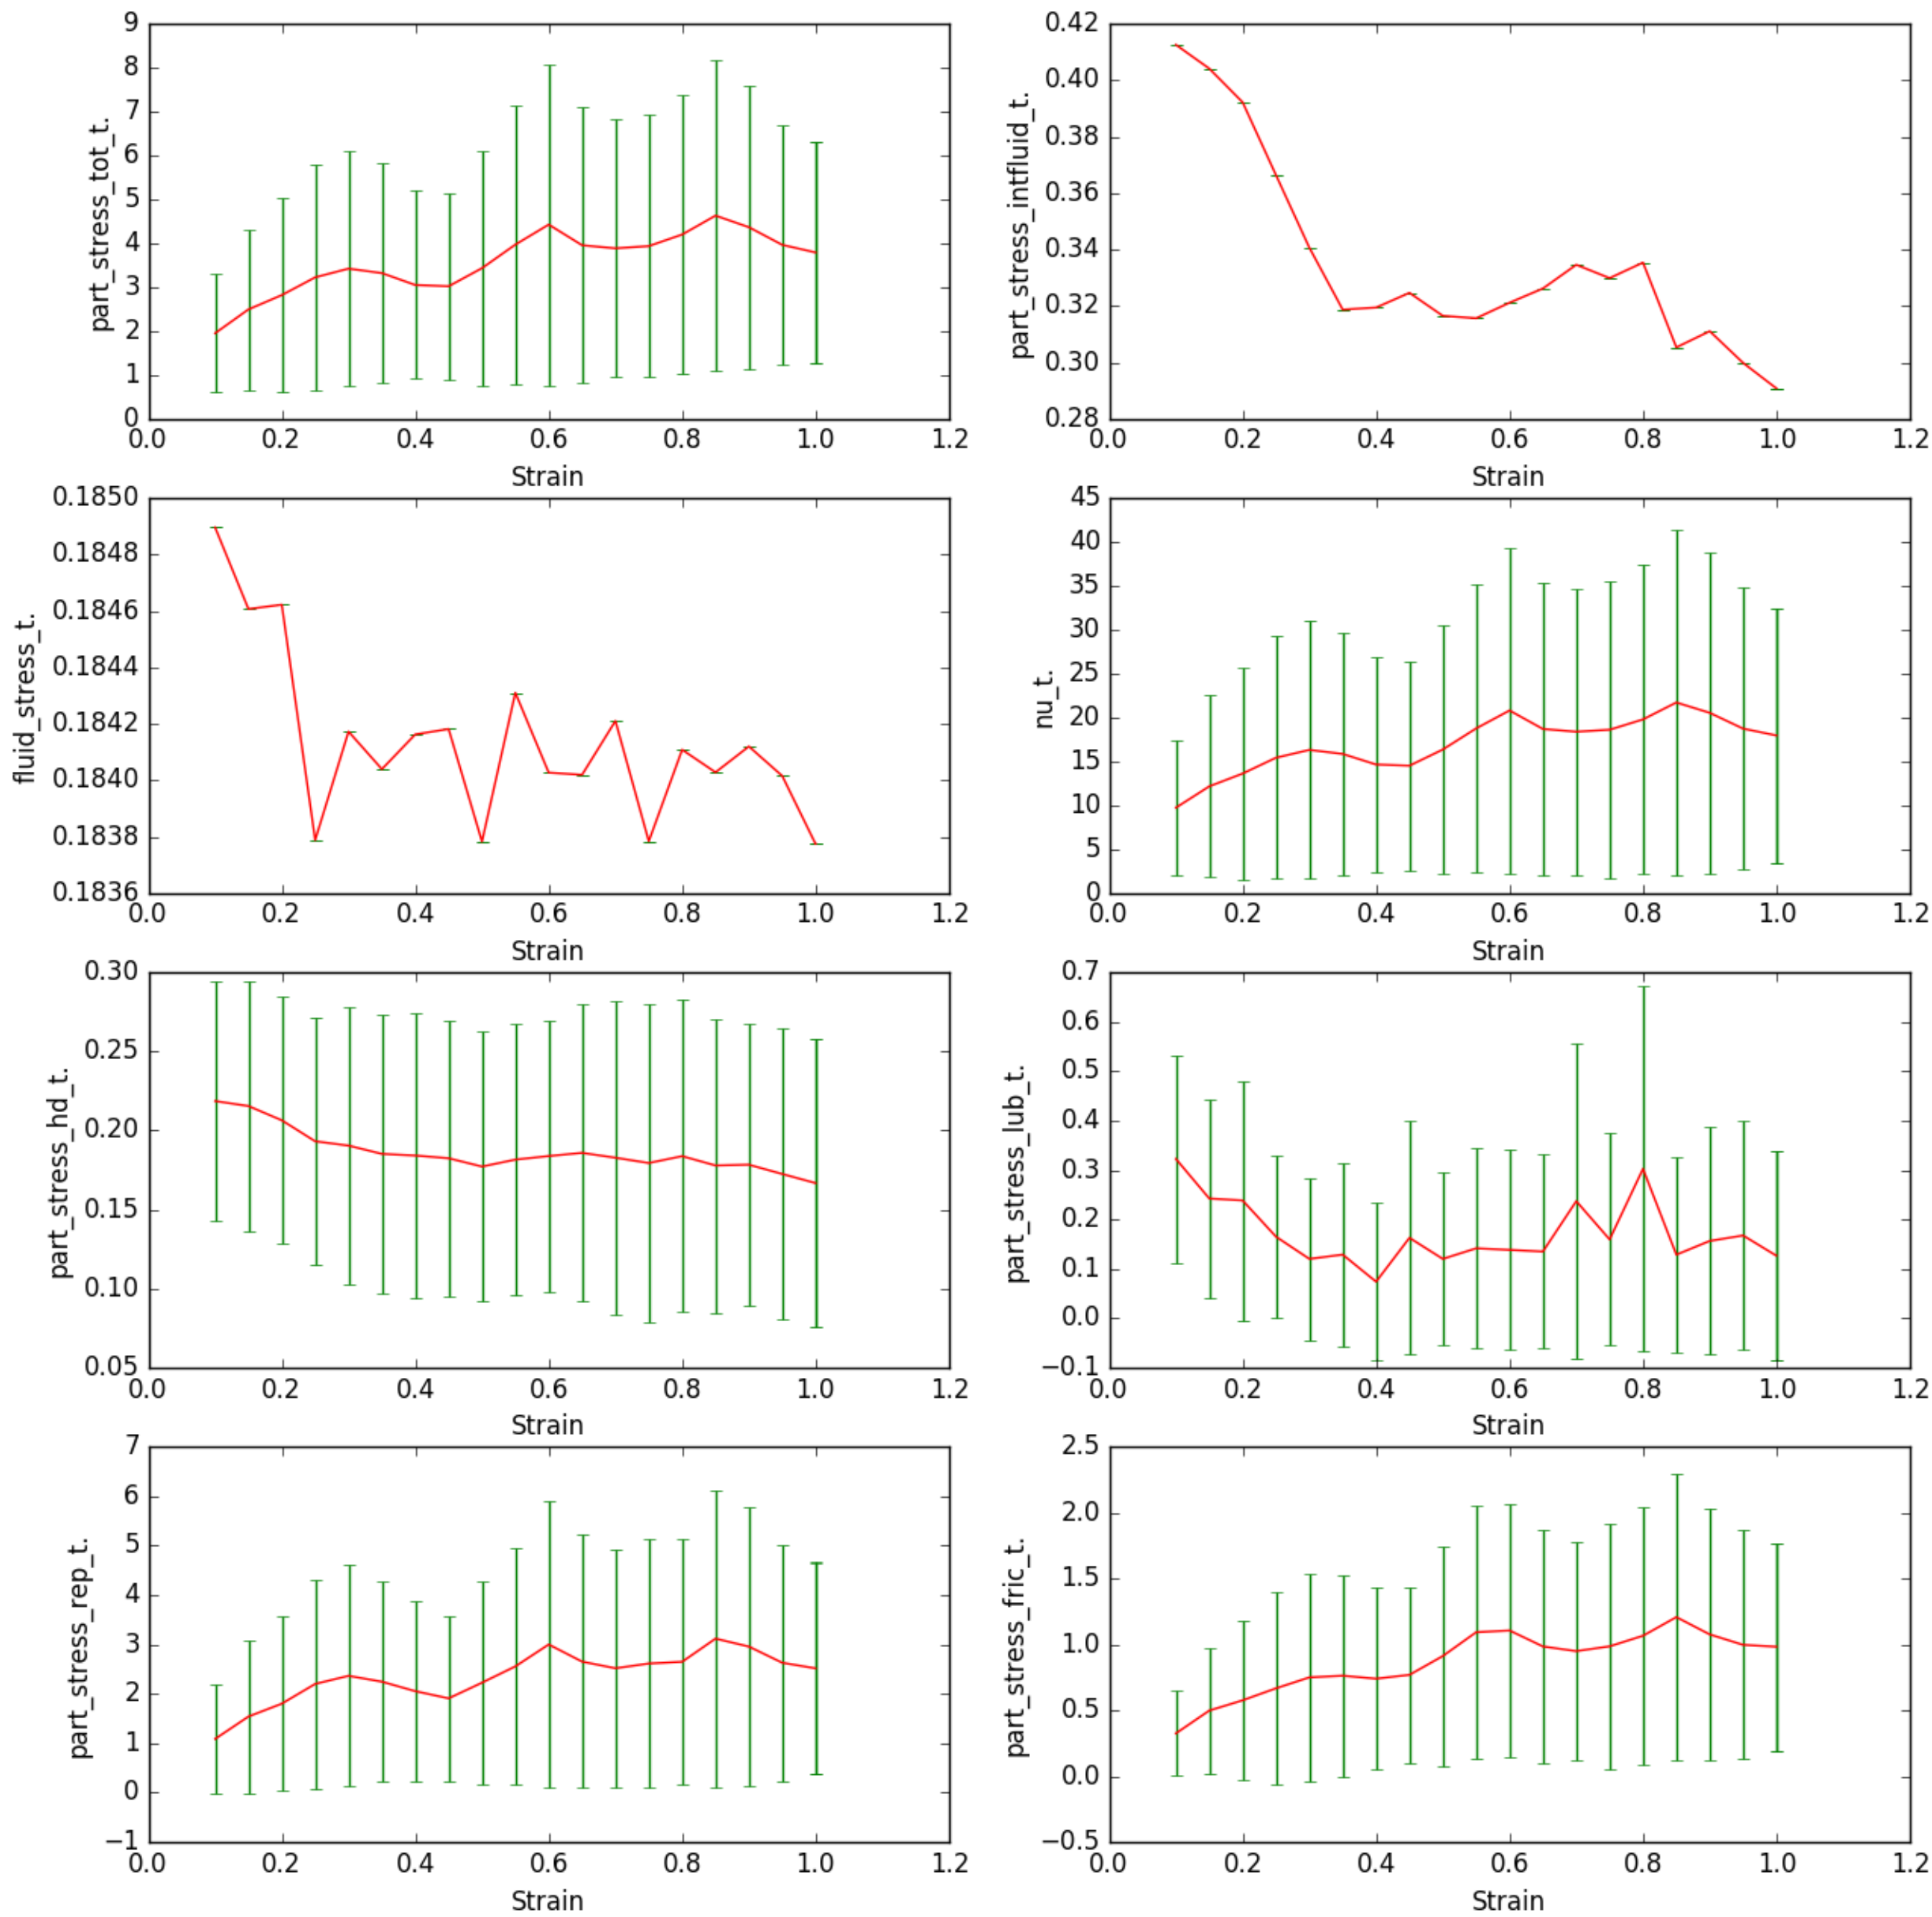 part_stress_tot_t.
9
8
7
6
5
4
3
2
1
0
0.0 0.2 0.4 0.6 0.8 1.0 1.2
Strain
part_stress_intfluid_t.
0.42
0.40
0.38
0.36
0.34
0.32
0.30
0.28
0.0 0.2 0.4 0.6 0.8 1.0 1.2
Strain
fluid_stress_t.
0.1850
0.1848
0.1846
0.1844
0.1842
0.1840
0.1838
0.1836
0.0 0.2 0.4 0.6 0.8 1.0 1.2
Strain
nu_t.
45
40
35
30
25
20
15
10
5
0
0.0 0.2 0.4 0.6 0.8 1.0 1.2
Strain
part_stress_hd_t.
0.30
0.25
0.20
0.15
0.10
0.05
0.0 0.2 0.4 0.6 0.8 1.0 1.2
Strain
part_stress_lub_t.
0.7
0.6
0.5
0.4
0.3
0.2
0.1
0.0
−0.1
0.0 0.2 0.4 0.6 0.8 1.0 1.2
Strain
part_stress_rep_t.
7
6
5
4
3
2
1
0
−1
0.0 0.2 0.4 0.6 0.8 1.0 1.2
Strain
part_stress_fric_t.
2.5
2.0
1.5
1.0
0.5
0.0
−0.5
0.0 0.2 0.4 0.6 0.8 1.0 1.2
Strain